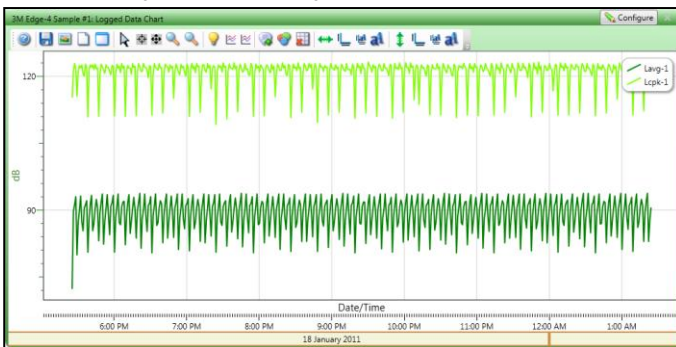 3M Edge-4 Sample #1: Logged Data Chart
Configure
Lavg-1
Lcpk-1
120
dB
90
Date/Time
6:00 PM 7:00 PM 8:00 PM 9:00 PM 10:00 PM 11:00 PM 12:00 AM 1:00 AM
18 January 2011